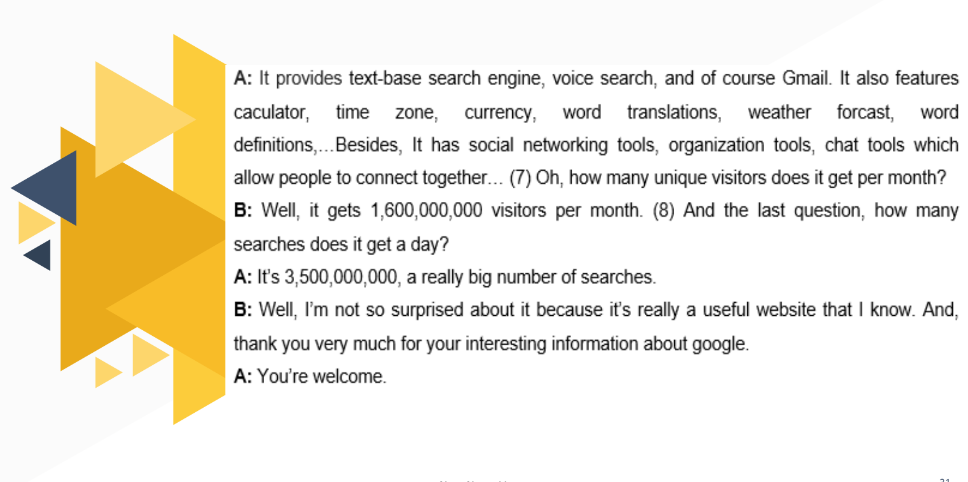 A: It provides text-base search engine, voice search, and of course Gmail. It also features
caculator, time zone, currency, word translations, weather forcast, word
definitions,...Besides, It has social networking tools, organization tools, chat tools which
allow people to connect together... (7) Oh, how many unique visitors does it get per month?
B: Well, it gets 1,600,000,000 visitors per month. (8) And the last question, how many
searches does it get a day?
A: It's 3,500,000,000, a really big number of searches.
B: Well, I'm not so surprised about it because it's really a useful website that I know. And,
thank you very much for your interesting information about google.
A: You're welcome.